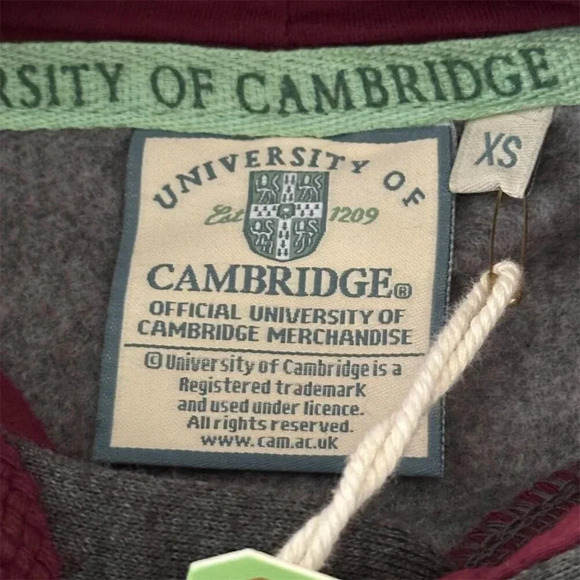 RSITY OF CAMBRIDGE
XS
UNIVERSITY OF
Est 1209
CAMBRIDGE®
OFFICIAL UNIVERSITY OF
CAMBRIDGE MERCHANDISE
© University of Cambridge is a
Registered trademark
and used under licence.
All rights reserved.
www.cam.ac.uk